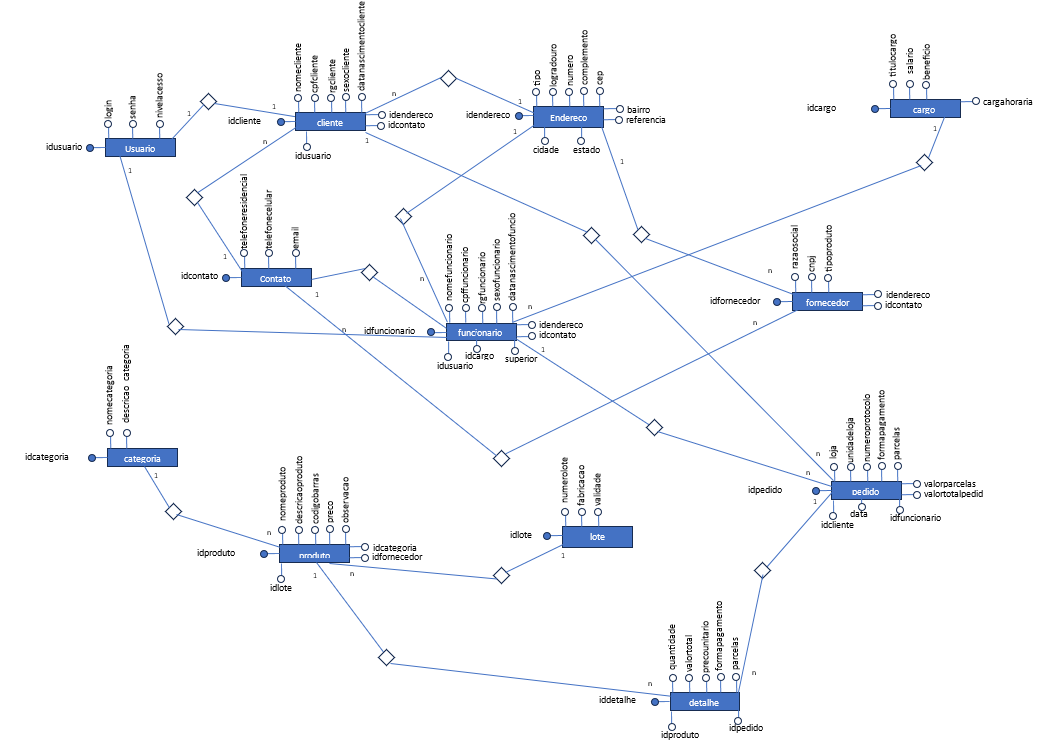 login
senha
nivelacesso
idusuario
Usuario
1
1
nomecliente
cpfcliente
rgcliente
sexocliente
datanascimentocliente
idcliente
cliente
idendereco
idcontato
idusuario
1
n
n
1
tipo
logradouro
numero
complemento
cep
idendereco
Endereco
bairro
referencia
cidade
estado
1
1
1
titulocargo
salario
beneficio
idcargo
cargo
cargahoraria
1
telefoneresidencial
telefonecelular
email
idcontato
Contato
1
1
n
nomefuncionario
cpffuncionario
rgfuncionario
sexofuncionario
datanascimentofuncio
idfuncionario
funcionario
idendereco
idcontato
idusuario
idcargo
superior
n
n
1
razaosocial
cnpj
tipoproduto
idfornecedor
fornecedor
idendereco
idcontato
n
n
nomecategoria
descricao categoria
idcategoria
categoria
1
nomeproduto
descricaoproduto
codigobarras
preco
observacao
idproduto
produto
idcategoria
idfornecedor
idlote
n
1
n
numerolote
fabricacao
validade
idlote
lote
1
loja
unidadeloja
numeroprotocolo
formapagamento
parcelas
idpedido
pedido
valorparcelas
valortotalpedid
idcliente
data
idfuncionario
n
n
1
quantidade
valortotal
precounitario
formapagamento
parcelas
iddetalhe
detalhe
idproduto
idpedido
n
n